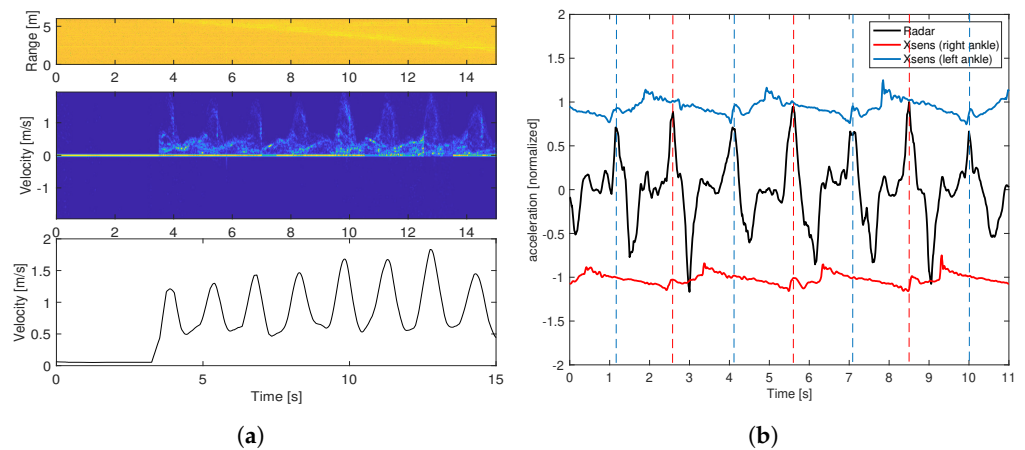 Range [m]
5
0
0 2 4 6 8 10 12 14
Velocity [m/s]
1
0
-1
0 2 4 6 8 10 12 14
Velocity [m/s]
2
1.5
1
0.5
0
0 5 10 15
Time [s]
(a)
acceleration [normalized]
2
1.5
1
0.5
0
-0.5
-1
-1.5
-2
Radar
Xsens (right ankle)
Xsens (left ankle)
0 1 2 3 4 5 6 7 8 9 10 11
Time [s]
(b)